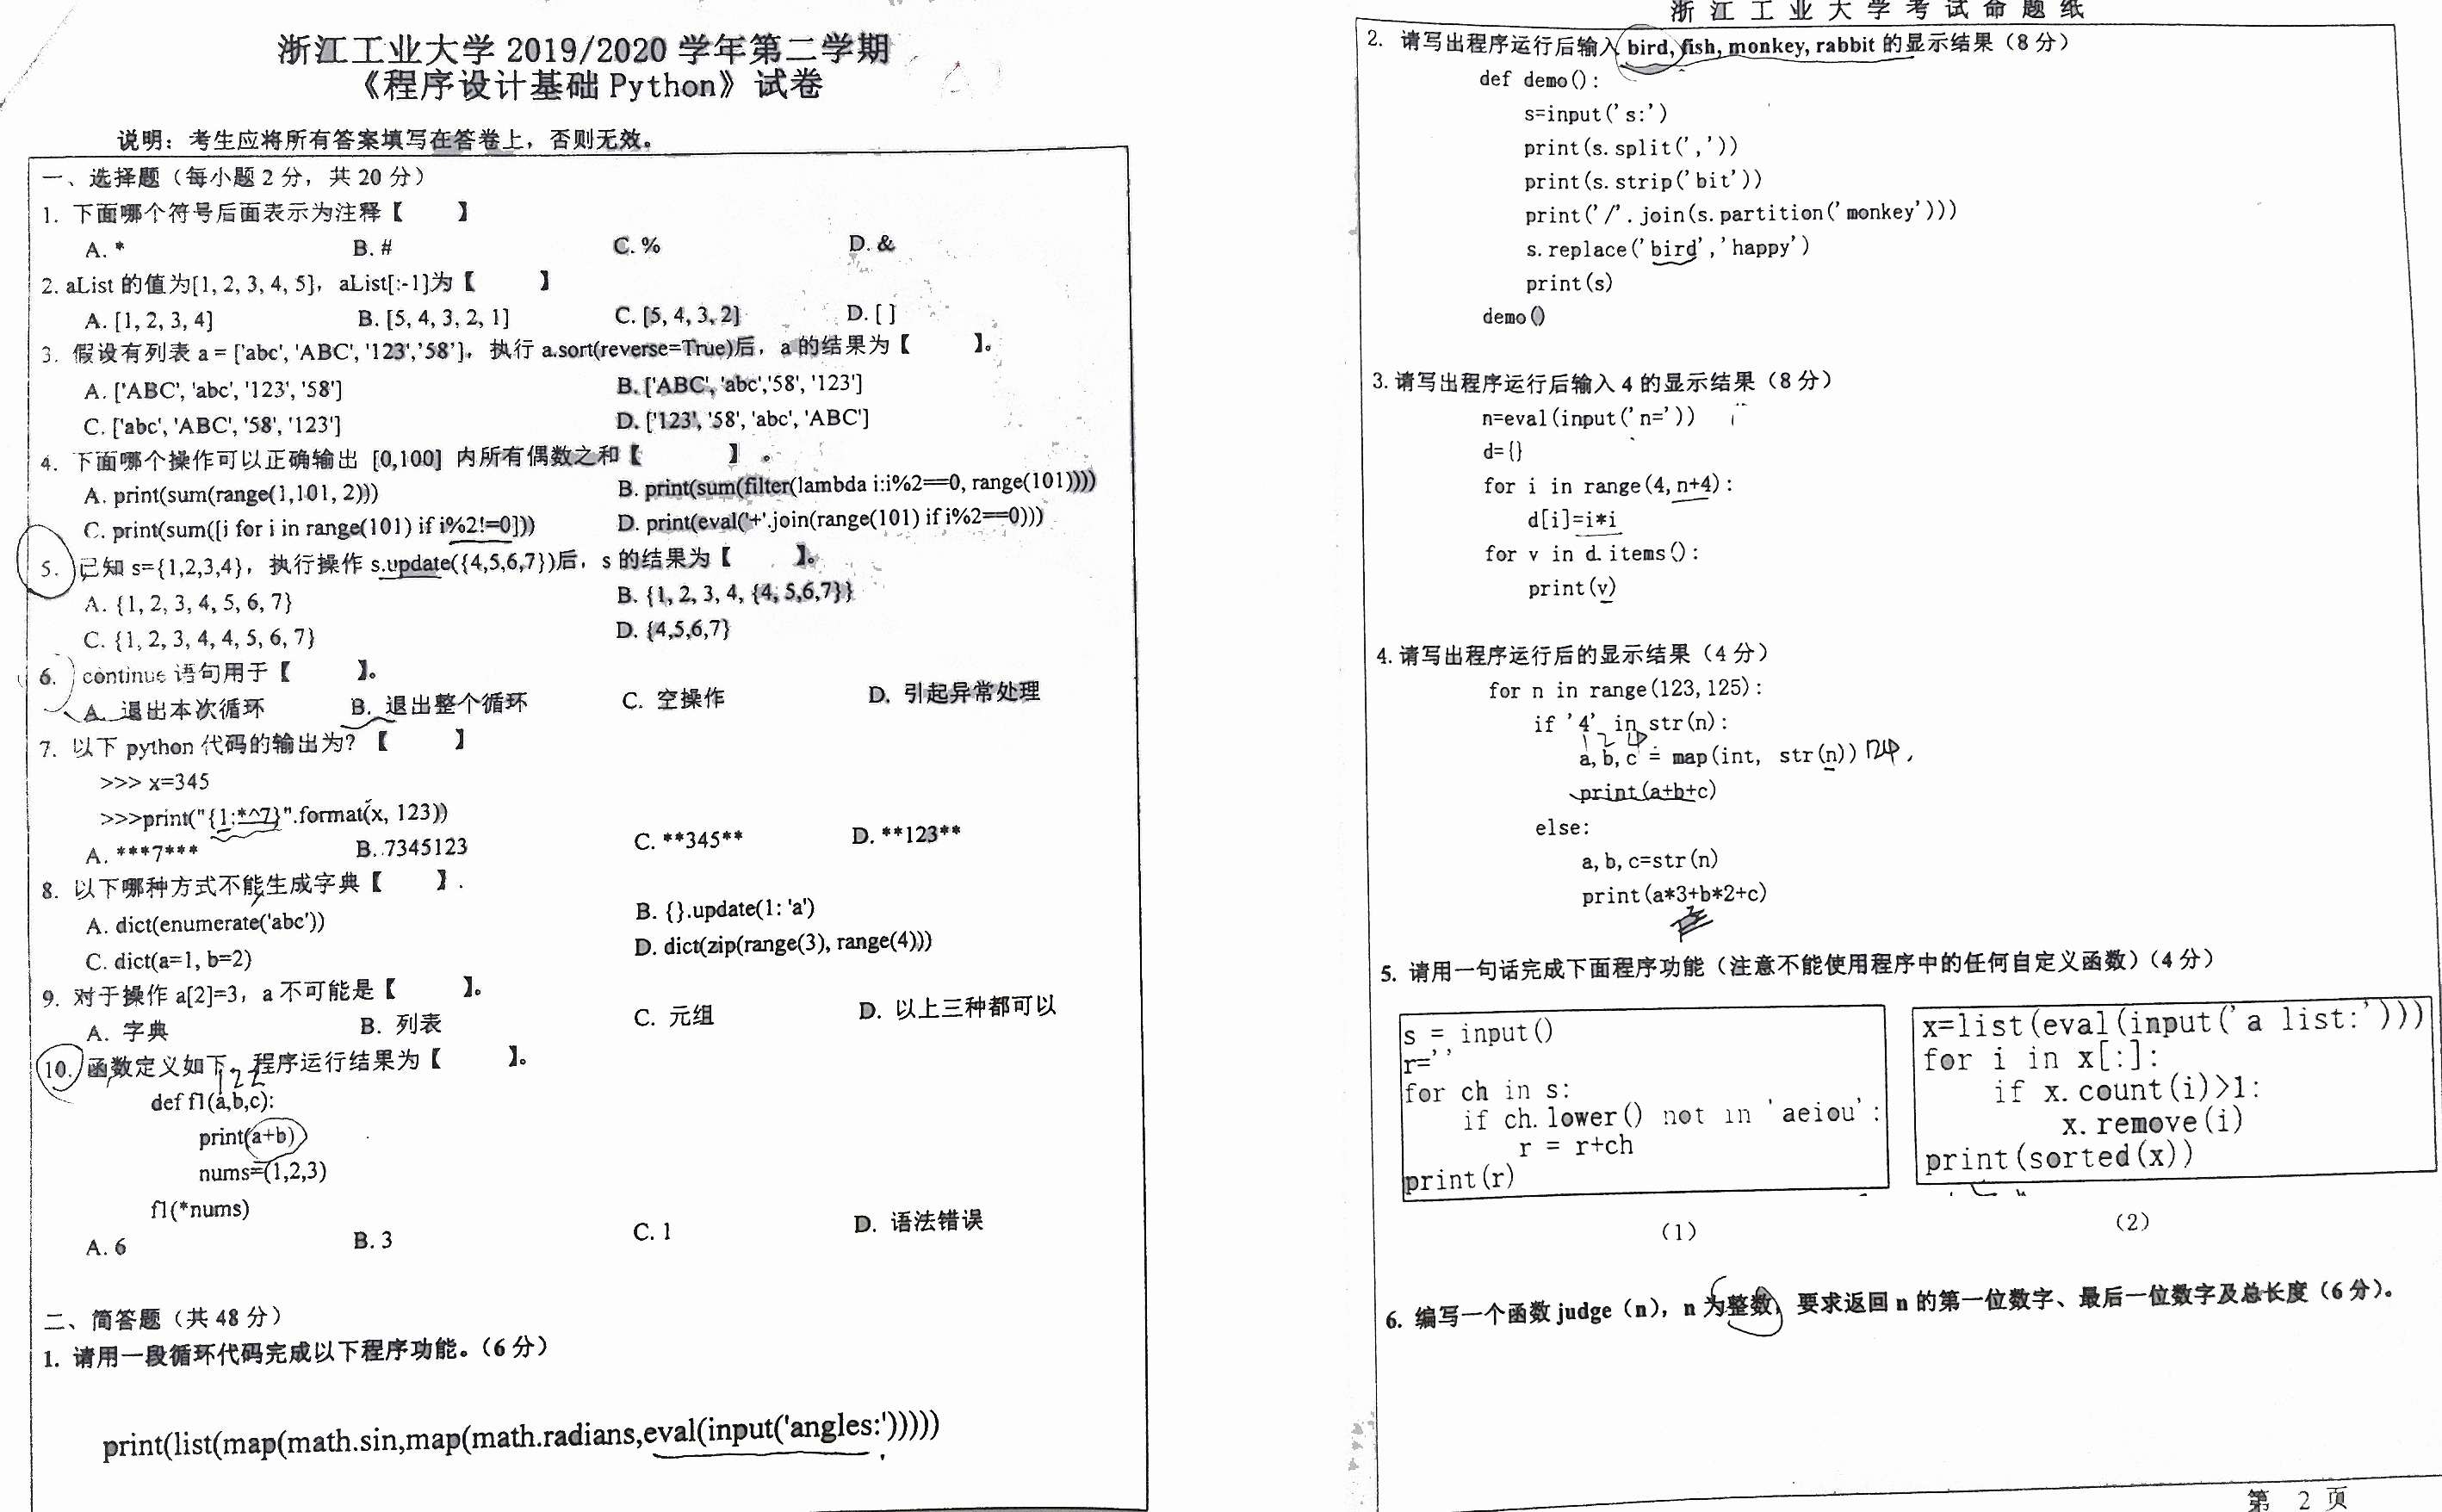 浙江工业大学 2019/2020 学年第二学期
《程序设计基础 Python》试卷
说明：考生应将所有答案填写在答卷上，否则无效。
一、选择题（每小题 2 分，共 20 分）
1. 下面哪个符号后面表示为注释【 】
A. * B. # C. % D. &
2. aList 的值为[1, 2, 3, 4, 5]，aList[:-1]为【 】
A. [1, 2, 3, 4] B. [5, 4, 3, 2, 1] C. [5, 4, 3, 2] D. [ ]
3. 假设有列表 a = ['abc', 'ABC', '123','58']，执行 a.sort(reverse=True)后，a 的结果为【 】。
A. ['ABC', 'abc', '123', '58'] B. ['ABC', 'abc','58', '123']
C. ['abc', 'ABC', '58', '123'] D. ['123', '58', 'abc', 'ABC']
4. 下面哪个操作可以正确输出 [0,100] 内所有偶数之和【 】。
A. print(sum(range(1,101, 2))) B. print(sum(filter(lambda i:i%2==0, range(101))))
C. print(sum([i for i in range(101) if i%2!=0])) D. print(eval('+'.join(range(101) if i%2==0)))
5. 已知 s={1,2,3,4}，执行操作 s.update({4,5,6,7})后，s 的结果为【 】。
A. {1, 2, 3, 4, 5, 6, 7} B. {1, 2, 3, 4, {4, 5,6,7}}
C. {1, 2, 3, 4, 4, 5, 6, 7} D. {4,5,6,7}
6. continue 语句用于【 】。
A. 退出本次循环 B. 退出整个循环 C. 空操作 D. 引起异常处理
7. 以下 python 代码的输出为？【 】
>>> x=345
>>>print("{1:*^7}".format(x, 123))
A. ***7*** B. 7345123 C. **345** D. **123**
8. 以下哪种方式不能生成字典【 】.
A. dict(enumerate('abc')) B. {}.update(1: 'a')
C. dict(a=1, b=2) D. dict(zip(range(3), range(4)))
9. 对于操作 a[2]=3，a 不可能是【 】。
A. 字典 B. 列表 C. 元组 D. 以上三种都可以
10. 函数定义如下，程序运行结果为【 】。
1 2 2
def f1(a,b,c):
print(a+b)
nums=(1,2,3)
f1(*nums)
A. 6 B. 3 C. 1 D. 语法错误
二、简答题（共 48 分）
1. 请用一段循环代码完成以下程序功能。（6 分）
print(list(map(math.sin,map(math.radians,eval(input('angles:')))))
浙 江 工 业 大 学 考 试 命 题 纸
2. 请写出程序运行后输入 bird, fish, monkey, rabbit 的显示结果（8 分）
def demo():
s=input('s:')
print(s.split(','))
print(s.strip('bit'))
print('/'.join(s.partition('monkey')))
s.replace('bird','happy')
print(s)
demo()
3. 请写出程序运行后输入 4 的显示结果（8 分）
n=eval(input('n='))
d={}
for i in range(4,n+4):
d[i]=i*i
for v in d.items():
print(v)
4. 请写出程序运行后的显示结果（4 分）
for n in range(123,125):
if '4' in str(n):
1 2 4
a,b,c = map(int, str(n)) 124
print(a+b+c)
else:
a,b,c=str(n)
print(a*3+b*2+c)
5. 请用一句话完成下面程序功能（注意不能使用程序中的任何自定义函数）（4 分）
s = input()
r=''
for ch in s:
if ch.lower() not in 'aeiou':
r = r+ch
print(r)
（1）
x=list(eval(input('a list:')))
for i in x[:]:
if x.count(i)>1:
x.remove(i)
print(sorted(x))
（2）
6. 编写一个函数 judge（n），n 为整数，要求返回 n 的第一位数字、最后一位数字及总长度（6 分）。
第 2 页